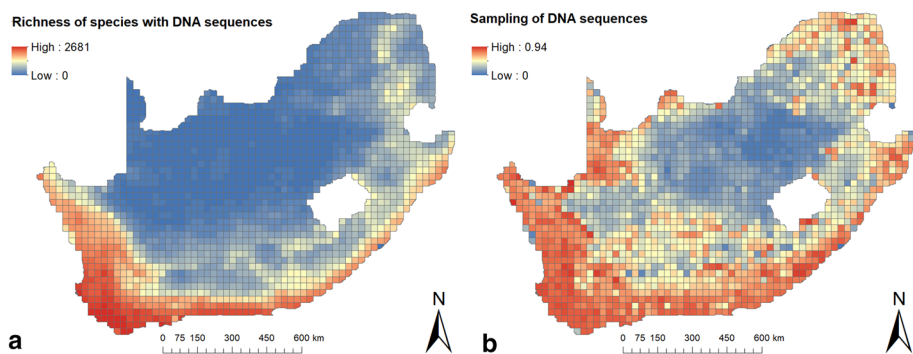 Richness of species with DNA sequences
High : 2681
Low : 0
N
a
0 75 150 300 450 600 km
Sampling of DNA sequences
High : 0.94
Low : 0
N
b
0 75 150 300 450 600 km